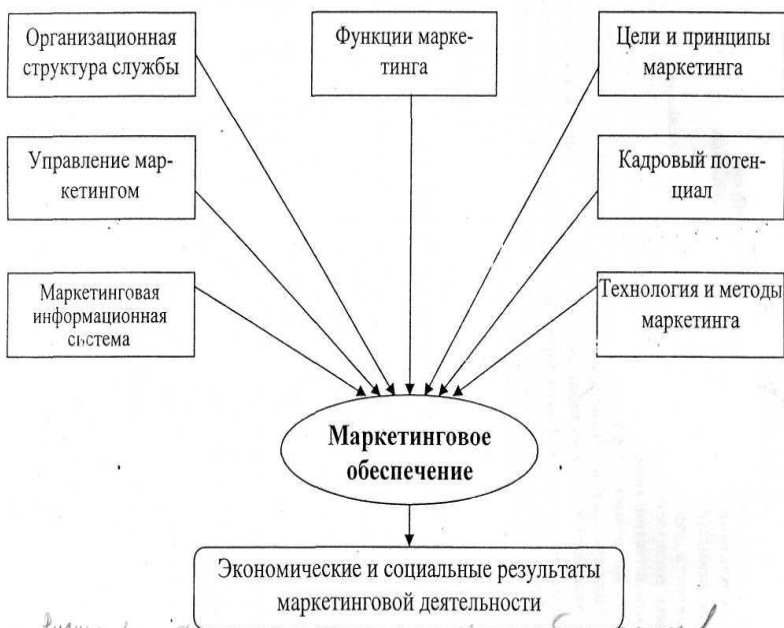 Организационная
структура службы
Функции марке-
тинга
Цели и принципы
маркетинга
Управление мар-
кетингом
Кадровый потен-
циал
Маркетинговая
информационная
система
Технология и методы
маркетинга
Маркетинговое
обеспечение
Экономические и социальные результаты
маркетинговой деятельности